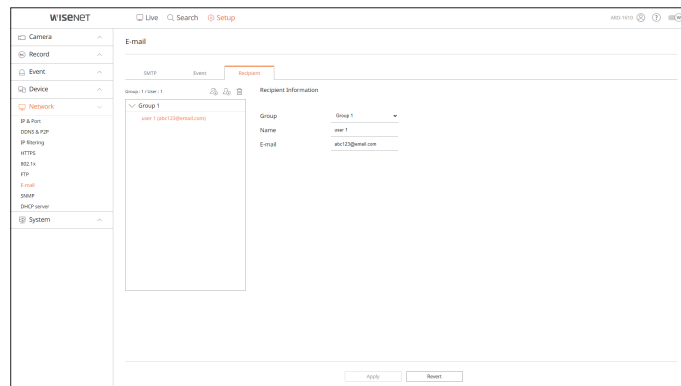 WISENET Live Search Setup ARD-1610
Camera
Record
Event
Device
Network
IP & Port
DDNS & P2P
IP filtering
HTTPS
802.1x
FTP
E-mail
SNMP
DHCP server
System
E-mail
SMTP Event Recipient
Group : 1 / User : 1
Group 1
user 1 (abc123@email.com)
Recipient Information
Group Group 1
Name user 1
E-mail abc123@email.com
Apply Revert